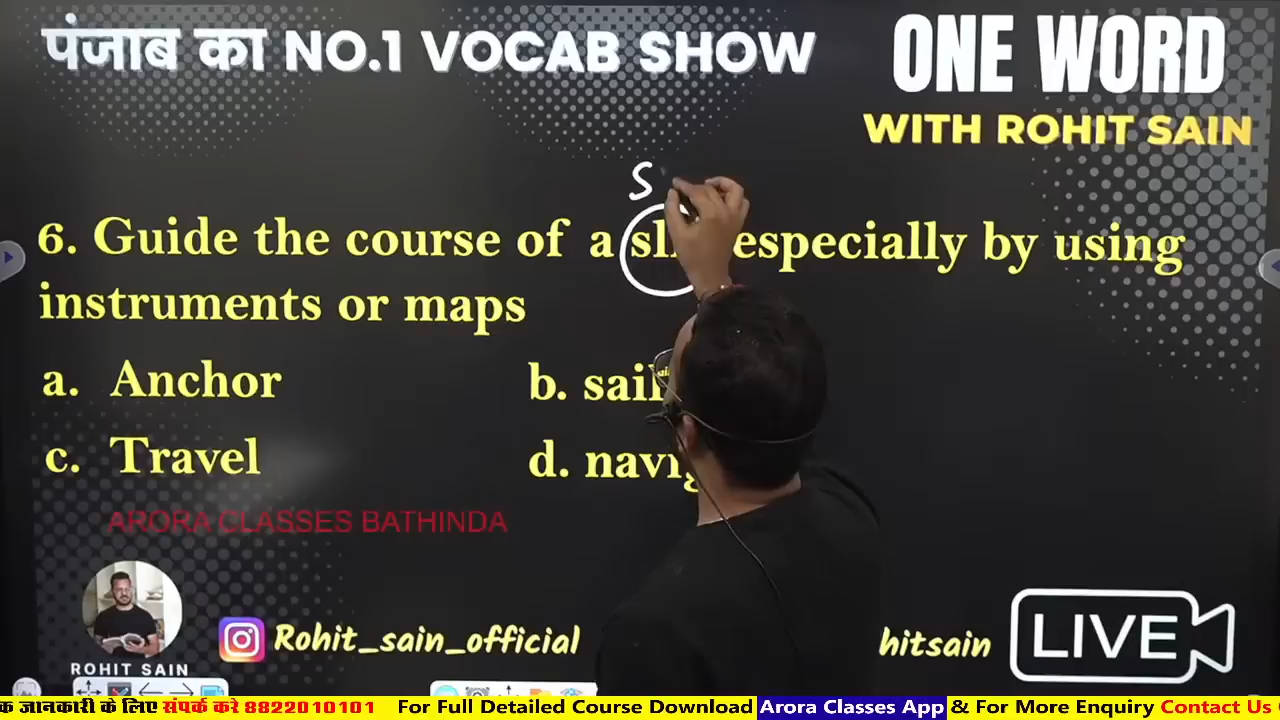 पंजाब का NO.1 VOCAB SHOW
ONE WORD
WITH ROHIT SAIN
S
6. Guide the course of a especially by using
instruments or maps
a. Anchor
b. sail
c. Travel
d.
ARORA CLASSES BATHINDA
ROHIT SAIN
Rohit_sain_official
hitsain
LIVE
क जानकारी के लिए संपर्क करे 8822010101 For Full Detailed Course Download Arora Classes App & For More Enquiry Contact Us